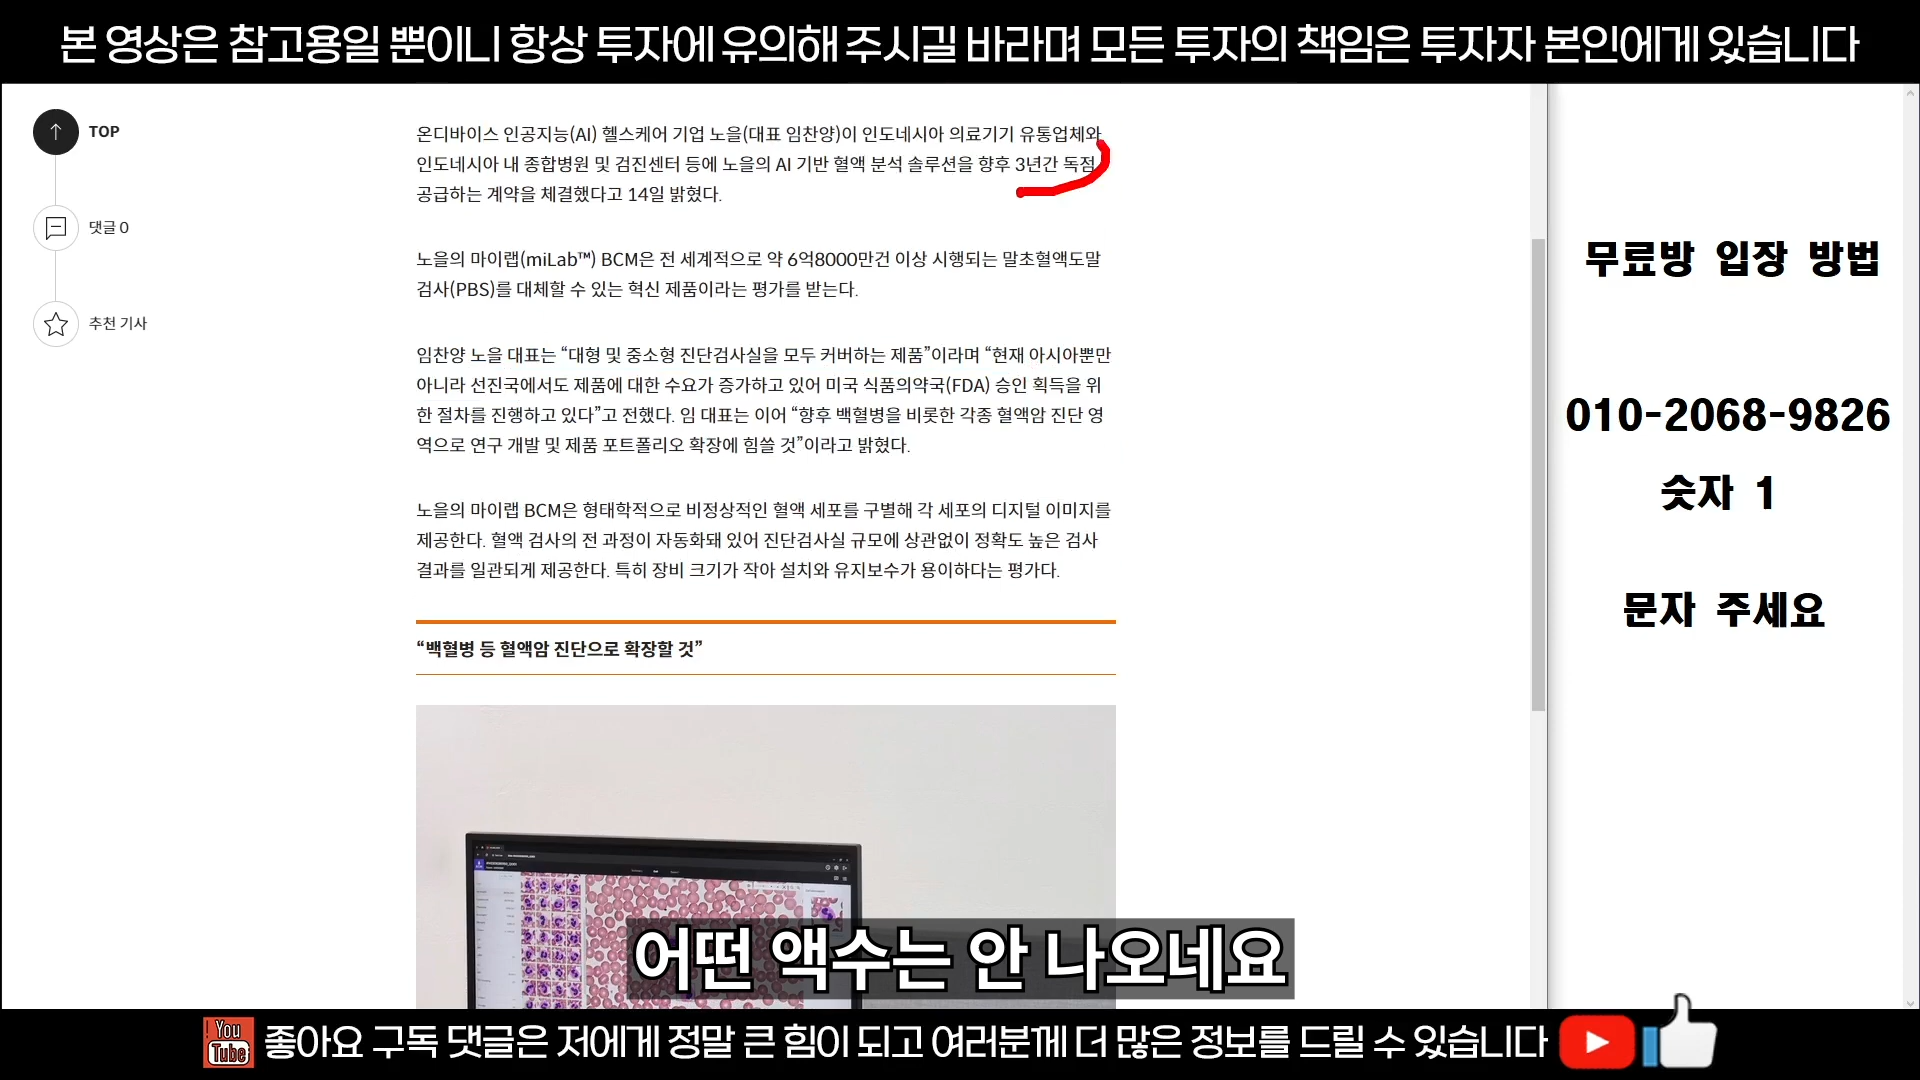 본 영상은 참고용일 뿐이니 항상 투자에 유의해 주시길 바라며 모든 투자의 책임은 투자자 본인에게 있습니다
TOP
댓글 0
추천 기사
온디바이스 인공지능(AI) 헬스케어 기업 노을(대표 임찬양)이 인도네시아 의료기기 유통업체와
인도네시아 내 종합병원 및 검진센터 등에 노을의 AI 기반 혈액 분석 솔루션을 향후 3년간 독점
공급하는 계약을 체결했다고 14일 밝혔다.
노을의 마이랩(miLab™) BCM은 전 세계적으로 약 6억8000만건 이상 시행되는 말초혈액도말
검사(PBS)를 대체할 수 있는 혁신 제품이라는 평가를 받는다.
임찬양 노을 대표는 “대형 및 중소형 진단검사실을 모두 커버하는 제품”이라며 “현재 아시아뿐만
아니라 선진국에서도 제품에 대한 수요가 증가하고 있어 미국 식품의약국(FDA) 승인 획득을 위
한 절차를 진행하고 있다”고 전했다. 임 대표는 이어 “향후 백혈병을 비롯한 각종 혈액암 진단 영
역으로 연구 개발 및 제품 포트폴리오 확장에 힘쓸 것”이라고 밝혔다.
노을의 마이랩 BCM은 형태학적으로 비정상적인 혈액 세포를 구별해 각 세포의 디지털 이미지를
제공한다. 혈액 검사의 전 과정이 자동화돼 있어 진단검사실 규모에 상관없이 정확도 높은 검사
결과를 일관되게 제공한다. 특히 장비 크기가 작아 설치와 유지보수가 용이하다는 평가다.
“백혈병 등 혈액암 진단으로 확장할 것”
무료방 입장 방법
010-2068-9826
숫자 1
문자 주세요
어떤 액수는 안 나오네요
You
Tube
좋아요 구독 댓글은 저에게 정말 큰 힘이 되고 여러분께 더 많은 정보를 드릴 수 있습니다